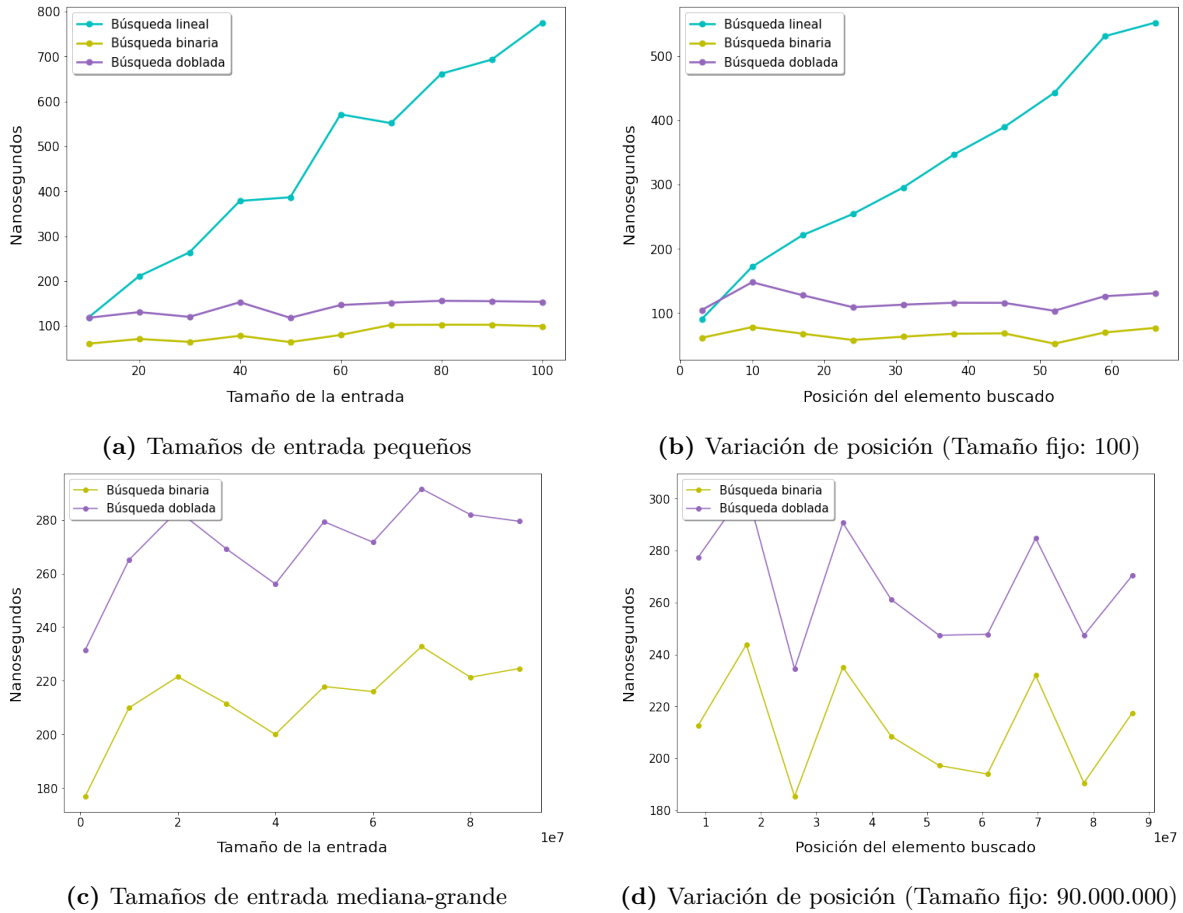 Búsqueda lineal
Búsqueda binaria
Búsqueda doblada
800
700
600
500
400
300
200
100
Nanosegundos
20 40 60 80 100
Tamaño de la entrada
(a) Tamaños de entrada pequeños
Búsqueda lineal
Búsqueda binaria
Búsqueda doblada
500
400
300
200
100
Nanosegundos
0 10 20 30 40 50 60
Posición del elemento buscado
(b) Variación de posición (Tamaño fijo: 100)
Búsqueda binaria
Búsqueda doblada
280
260
240
220
200
180
Nanosegundos
0 2 4 6 8
1e7
Tamaño de la entrada
(c) Tamaños de entrada mediana-grande
Búsqueda binaria
Búsqueda doblada
300
280
260
240
220
200
180
Nanosegundos
1 2 3 4 5 6 7 8 9
1e7
Posición del elemento buscado
(d) Variación de posición (Tamaño fijo: 90.000.000)